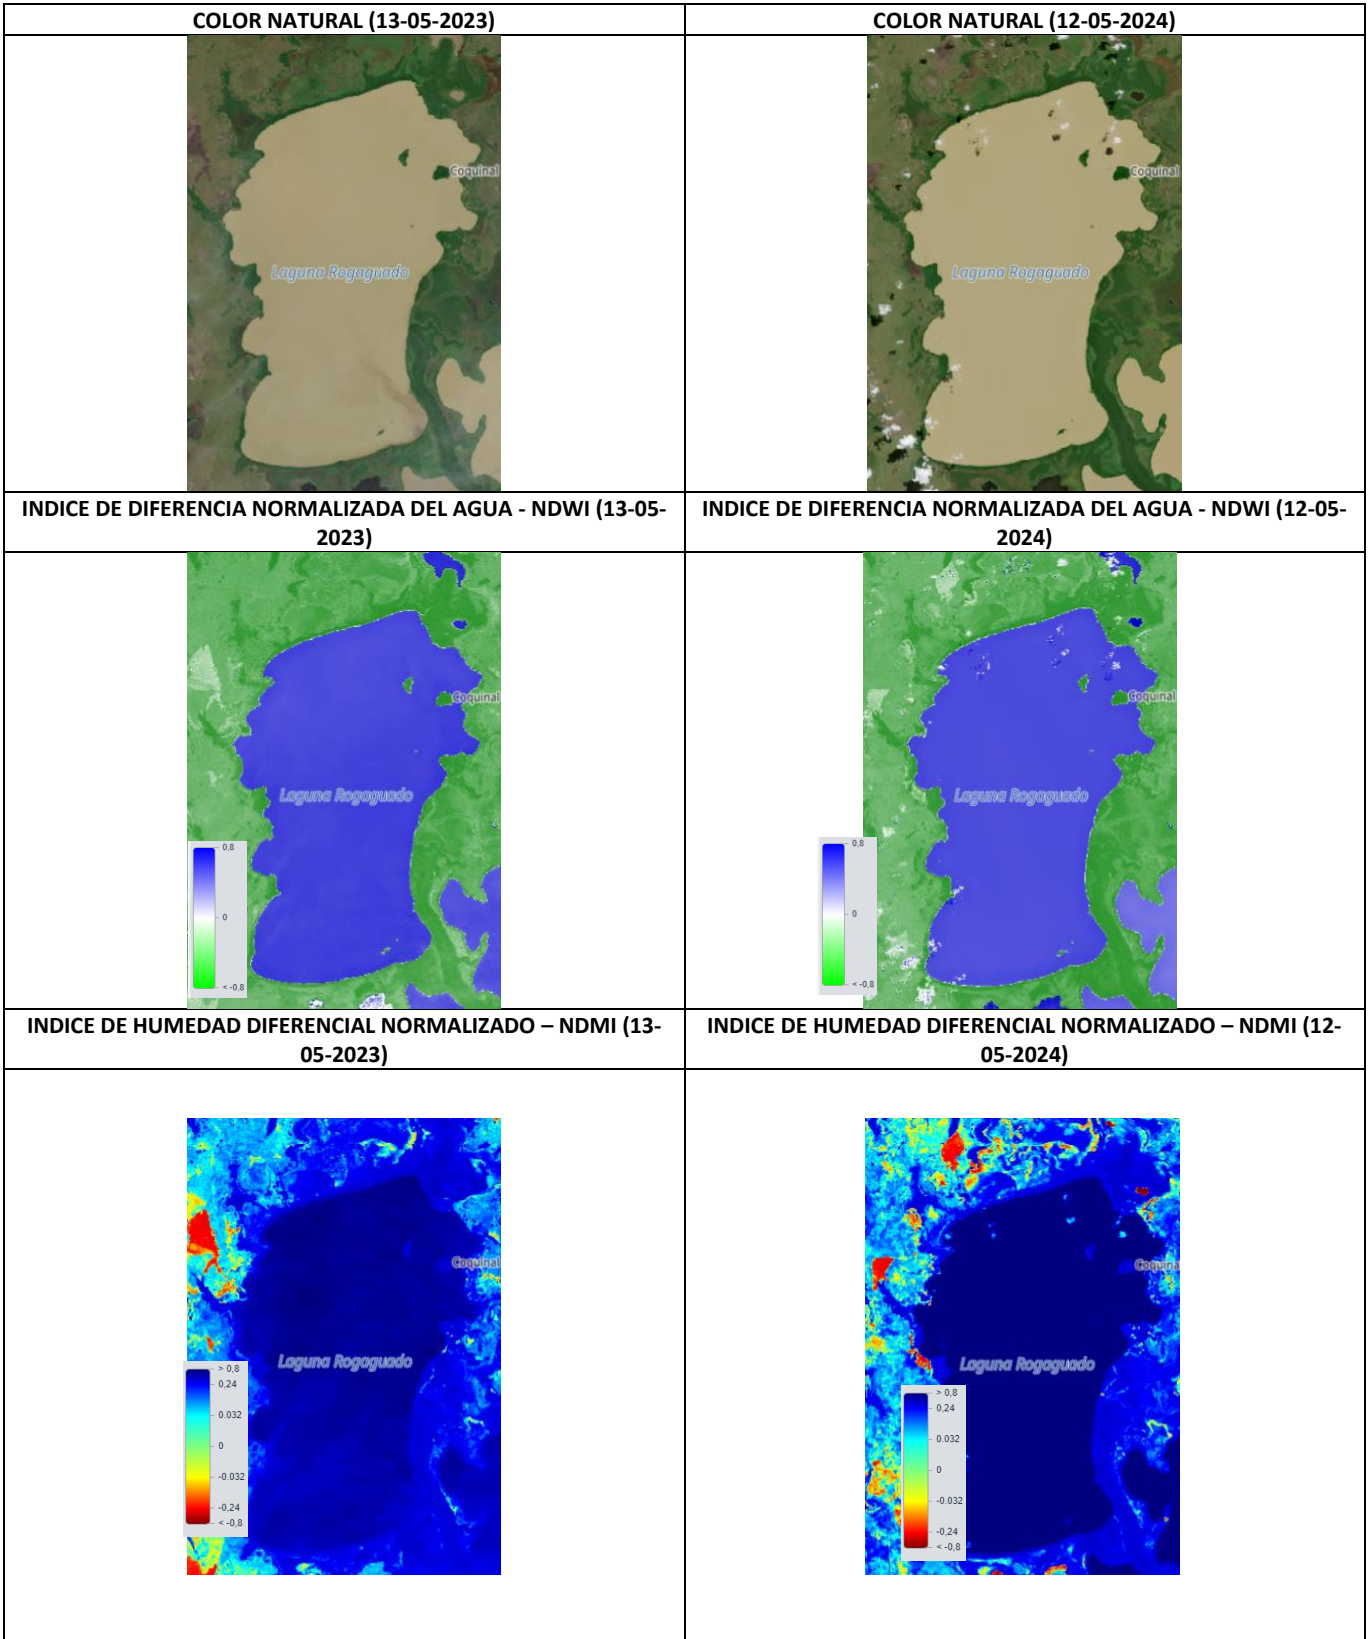 COLOR NATURAL (13-05-2023)
COLOR NATURAL (12-05-2024)
Coquinal
Laguna Rogaguado
Coquinal
Laguna Rogaguado
INDICE DE DIFERENCIA NORMALIZADA DEL AGUA - NDWI (13-05-
2023)
INDICE DE DIFERENCIA NORMALIZADA DEL AGUA - NDWI (12-05-
2024)
Coquinal
Laguna Rogaguado
0,8
0
< -0,8
Coquinal
Laguna Rogaguado
0,8
0
< -0,8
INDICE DE HUMEDAD DIFERENCIAL NORMALIZADO – NDMI (13-
05-2023)
INDICE DE HUMEDAD DIFERENCIAL NORMALIZADO – NDMI (12-
05-2024)
Coquinal
Laguna Rogaguado
> 0,8
0,24
0.032
0
-0.032
-0,24
< -0,8
Coquina
Laguna Rogaguado
> 0,8
0,24
0.032
0
-0.032
-0.24
< -0,8